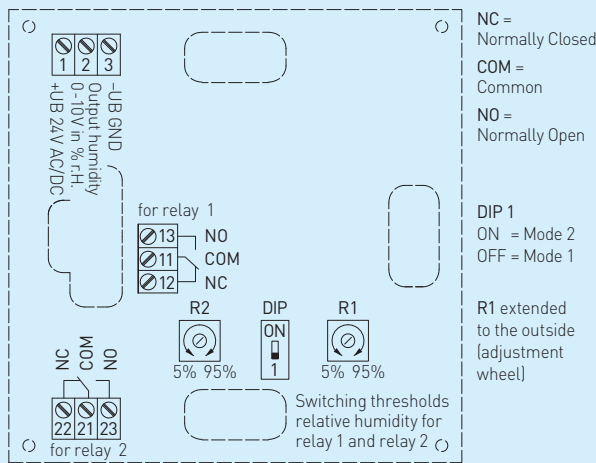 1 2 3
+UB 24V AC/DC
Output humidity
0-10V in % r.H.
-UB GND
for relay 1
13 NO
11 COM
12 NC
R2 DIP R1
ON
1
5% 95% 5% 95%
Switching thresholds
relative humidity for
relay 1 and relay 2
NC COM NO
22 21 23
for relay 2
NC =
Normally Closed
COM =
Common
NO =
Normally Open
DIP 1
ON = Mode 2
OFF = Mode 1
R1 extended
to the outside
(adjustment
wheel)